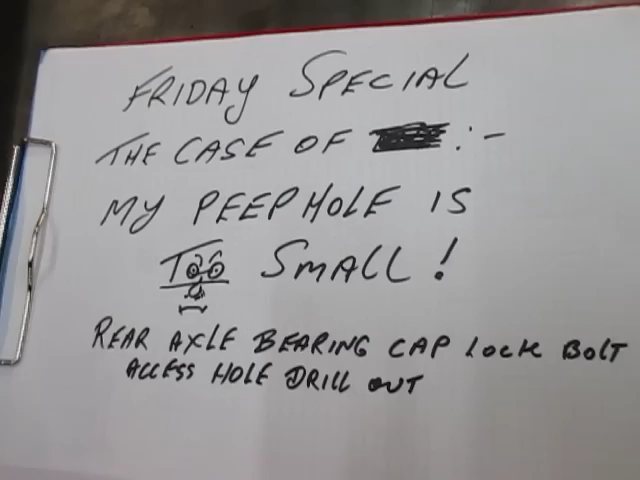 FRIDAY SPECIAL
THE CASE OF :-
MY PEEPHOLE IS
TOO SMALL!
REAR AXLE BEARING CAP LOCK BOLT
ACCESS HOLE DRILL OUT